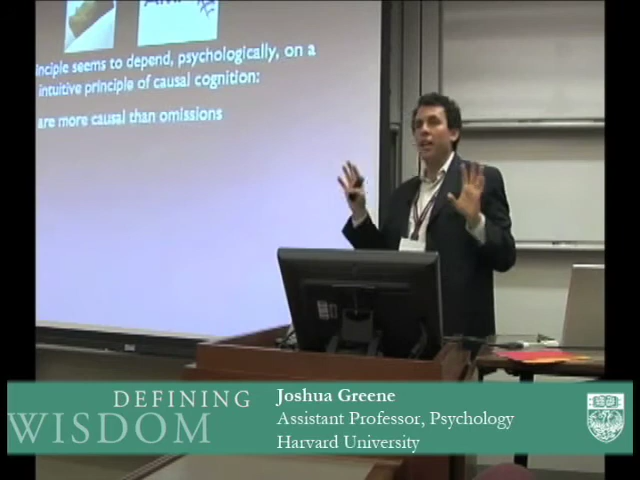 inciple seems to depend, psychologically, on a
intuitive principle of causal cognition:
are more causal than omissions
DEFINING
WISDOM
Joshua Greene
Assistant Professor, Psychology
Harvard University